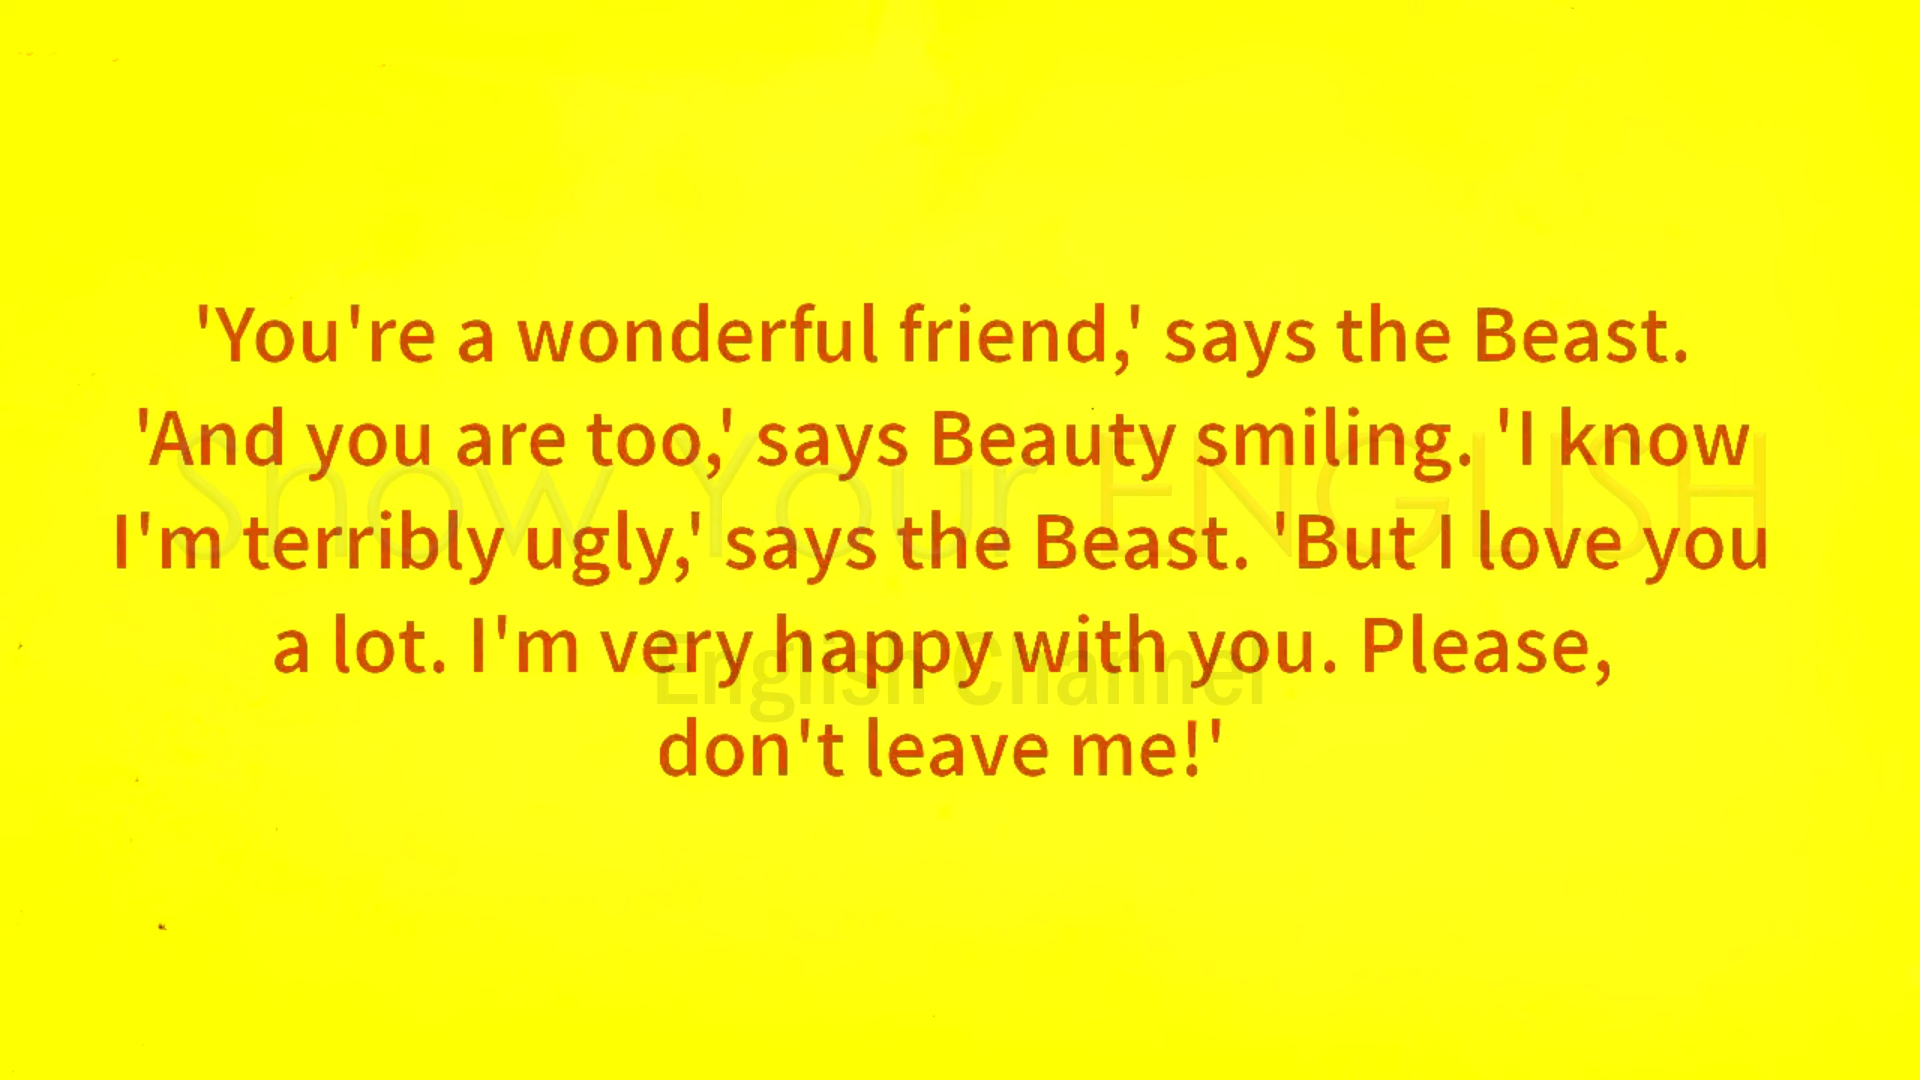 'You're a wonderful friend,' says the Beast.
'And you are too,' says Beauty smiling. 'I know
I'm terribly ugly,' says the Beast. 'But I love you
a lot. I'm very happy with you. Please,
don't leave me!'
Show Your ENGLISH
English Channel